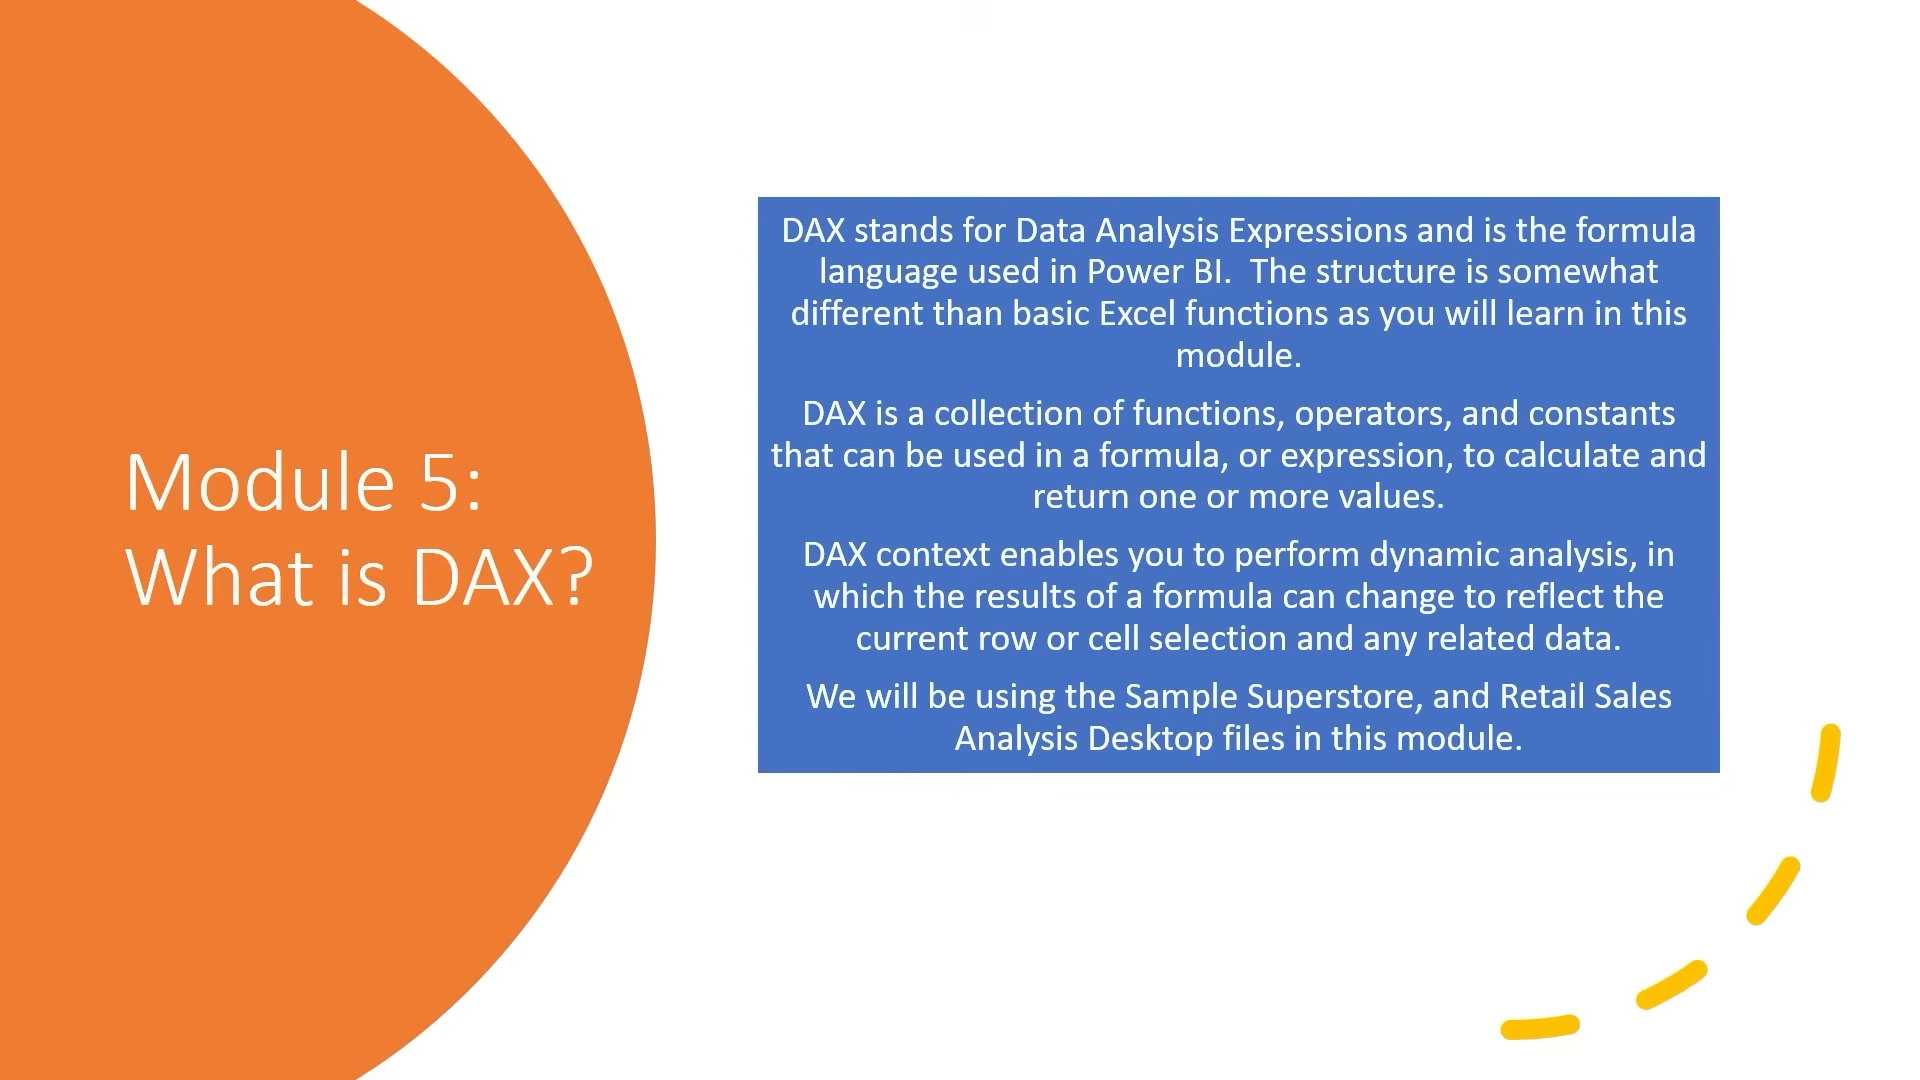 Module 5:
What is DAX?
DAX stands for Data Analysis Expressions and is the formula
language used in Power BI.  The structure is somewhat
different than basic Excel functions as you will learn in this
module.
DAX is a collection of functions, operators, and constants
that can be used in a formula, or expression, to calculate and
return one or more values.
DAX context enables you to perform dynamic analysis, in
which the results of a formula can change to reflect the
current row or cell selection and any related data.
We will be using the Sample Superstore, and Retail Sales
Analysis Desktop files in this module.